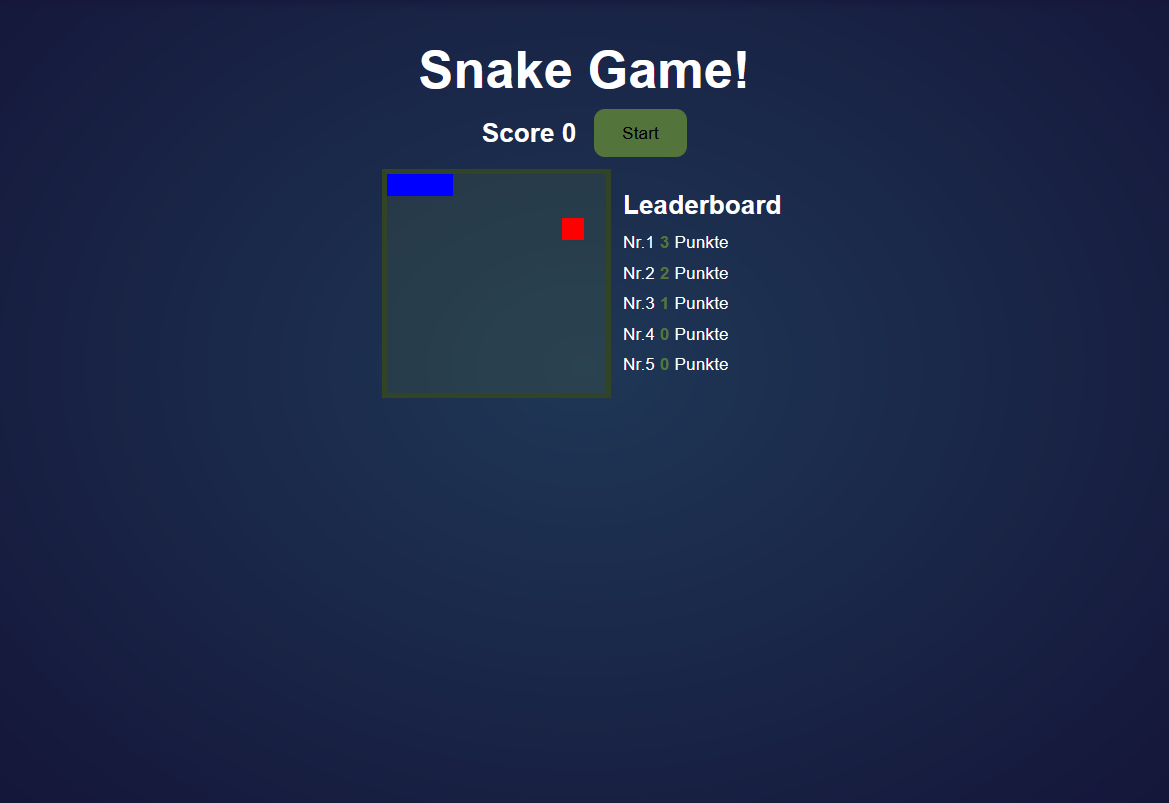 Snake Game!
Score 0 Start
Leaderboard
Nr.1 3 Punkte
Nr.2 2 Punkte
Nr.3 1 Punkte
Nr.4 0 Punkte
Nr.5 0 Punkte